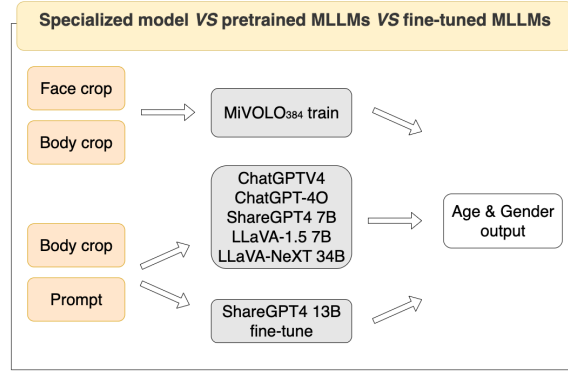 Specialized model VS pretrained MLLMs VS fine-tuned MLLMs
Face crop
Body crop
MiVOLO₃₈₄ train
Body crop
Prompt
ChatGPTV4
ChatGPT-4O
ShareGPT4 7B
LLaVA-1.5 7B
LLaVA-NeXT 34B
ShareGPT4 13B
fine-tune
Age & Gender
output